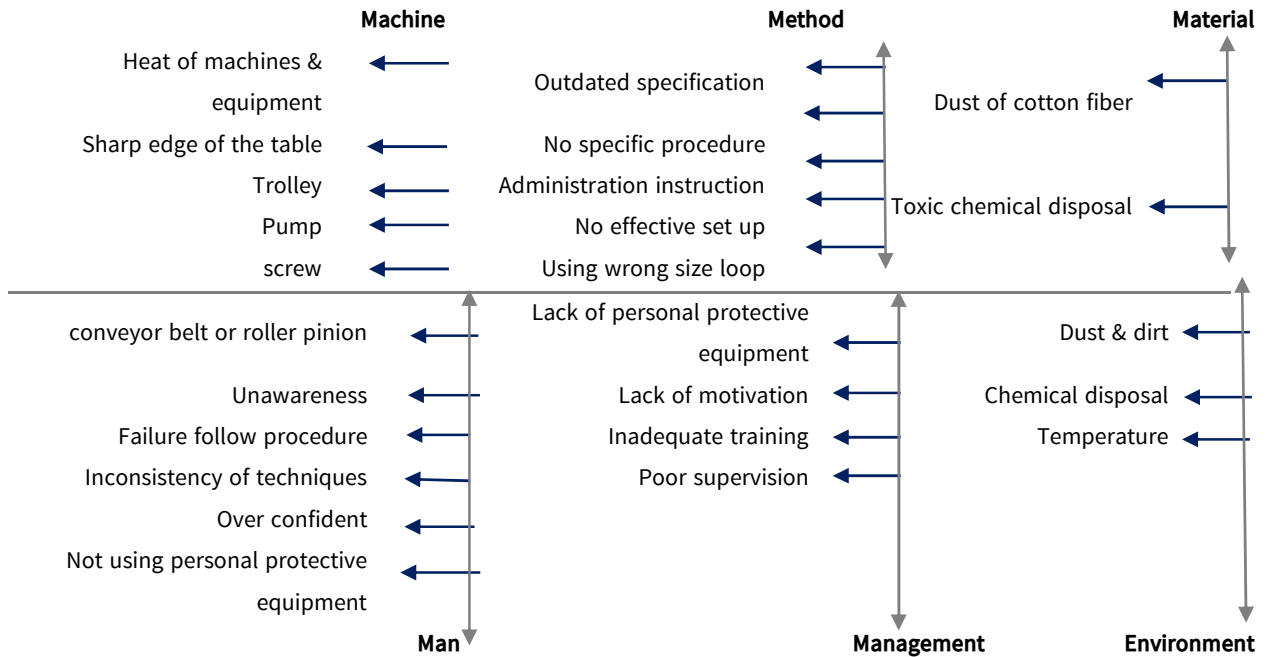 Machine
Heat of machines &
equipment
Sharp edge of the table
Trolley
Pump
screw
Method
Outdated specification
No specific procedure
Administration instruction
No effective set up
Using wrong size loop
Material
Dust of cotton fiber
Toxic chemical disposal
conveyor belt or roller pinion
Unawareness
Failure follow procedure
Inconsistency of techniques
Over confident
Not using personal protective
equipment
Man
Lack of personal protective
equipment
Lack of motivation
Inadequate training
Poor supervision
Management
Dust & dirt
Chemical disposal
Temperature
Environment